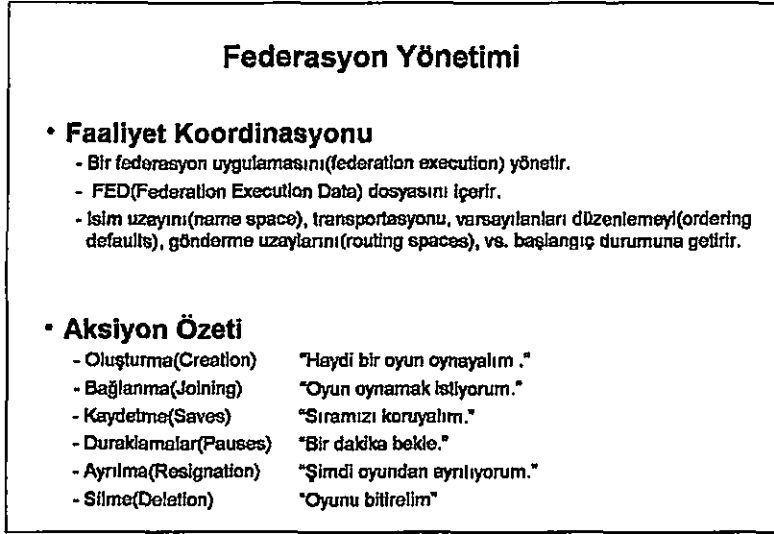 Federasyon Yönetimi
• Faaliyet Koordinasyonu
- Bir federasyon uygulamasını(federation execution) yönetir.
- FED(Federation Execution Data) dosyasını içerir.
- İsim uzayını(name space), transportasyonu, varsayılanları düzenlemeyi(ordering
defaults), gönderme uzaylarını(routing spaces), vs. başlangıç durumuna getirir.
• Aksiyon Özeti
- Oluşturma(Creation) "Haydi bir oyun oynayalım ."
- Bağlanma(Joining) "Oyun oynamak istiyorum."
- Kaydetme(Saves) "Sıramızı koruyalım."
- Duraklamalar(Pauses) "Bir dakika bekle."
- Ayrılma(Resignation) "Şimdi oyundan ayrılıyorum."
- Silme(Deletion) "Oyunu bitirelim"